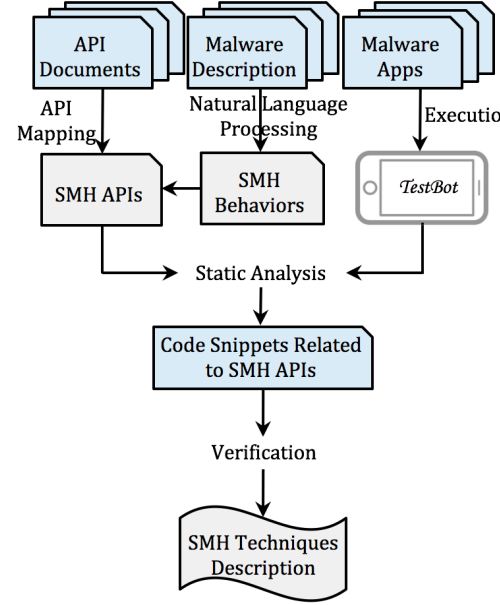 API
Documents
Malware
Description
Malware
Apps
API
Mapping
Natural Language
Processing
Executio
SMH APIs
SMH
Behaviors
TestBot
Static Analysis
Code Snippets Related
to SMH APIs
Verification
SMH Techniques
Description